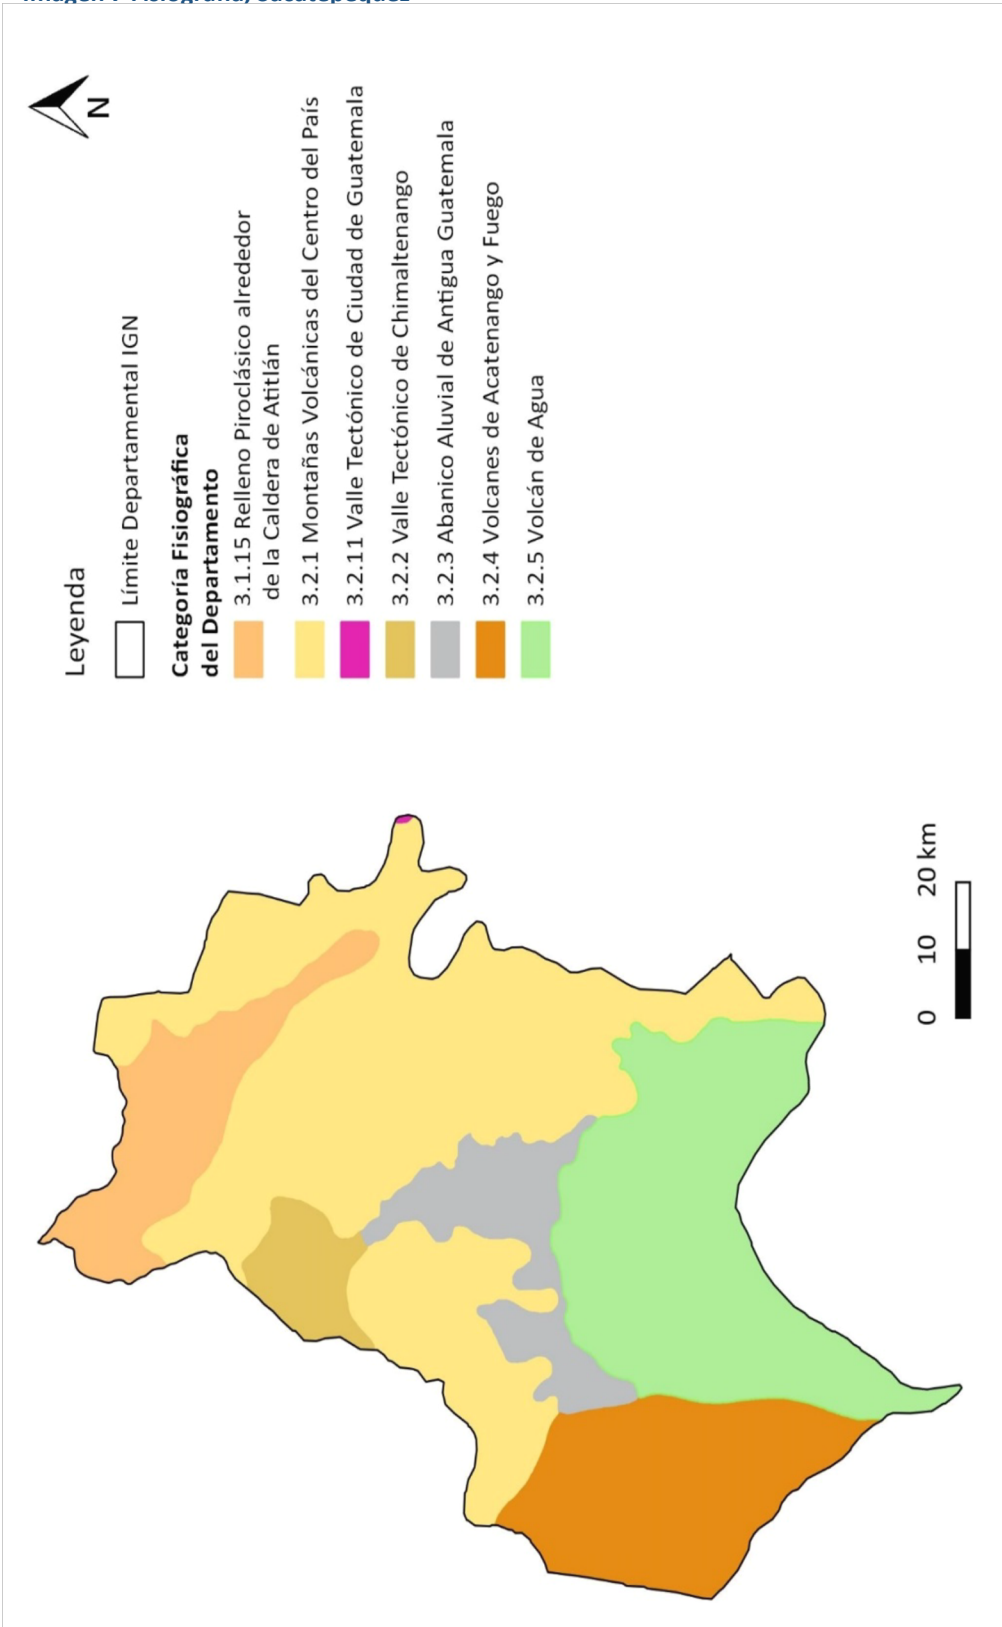 N
Leyenda
Límite Departamental IGN
Categoría Fisiográfica
del Departamento
3.1.15 Relleno Piroclásico alrededor
de la Caldera de Atitlán
3.2.1 Montañas Volcánicas del Centro del País
3.2.11 Valle Tectónico de Ciudad de Guatemala
3.2.2 Valle Tectónico de Chimaltenango
3.2.3 Abanico Aluvial de Antigua Guatemala
3.2.4 Volcanes de Acatenango y Fuego
3.2.5 Volcán de Agua
0 10 20 km